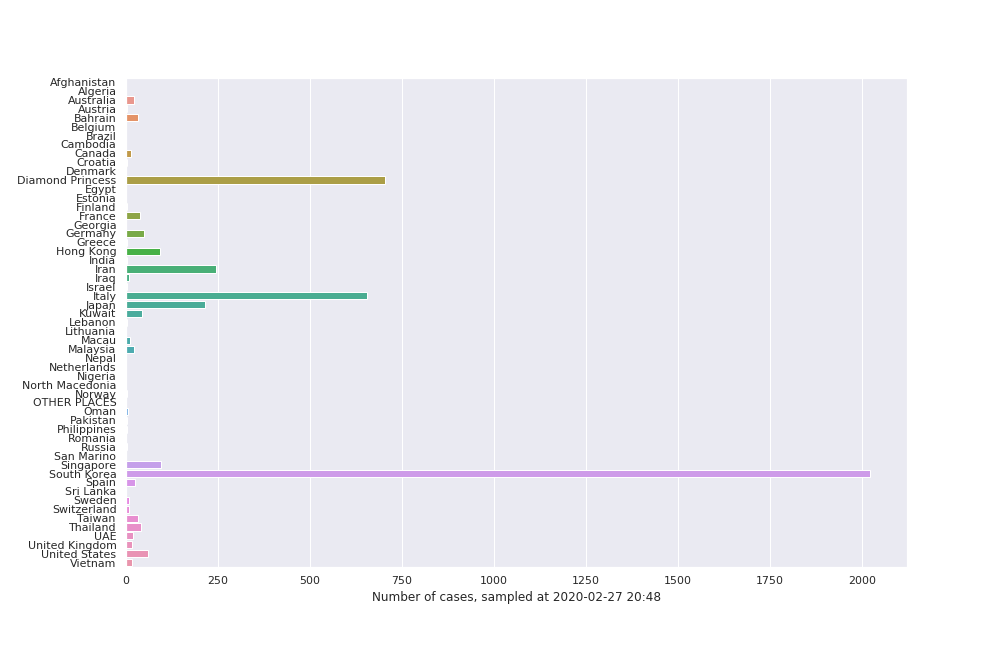 Afghanistan
Algeria
Australia
Austria
Bahrain
Belgium
Brazil
Cambodia
Canada
Croatia
Denmark
Diamond Princess
Egypt
Estonia
Finland
France
Georgia
Germany
Greece
Hong Kong
India
Iran
Iraq
Israel
Italy
Japan
Kuwait
Lebanon
Lithuania
Macau
Malaysia
Nepal
Netherlands
Nigeria
North Macedonia
Norway
OTHER PLACES
Oman
Pakistan
Philippines
Romania
Russia
San Marino
Singapore
South Korea
Spain
Sri Lanka
Sweden
Switzerland
Taiwan
Thailand
UAE
United Kingdom
United States
Vietnam
0 250 500 750 1000 1250 1500 1750 2000
Number of cases, sampled at 2020-02-27 20:48